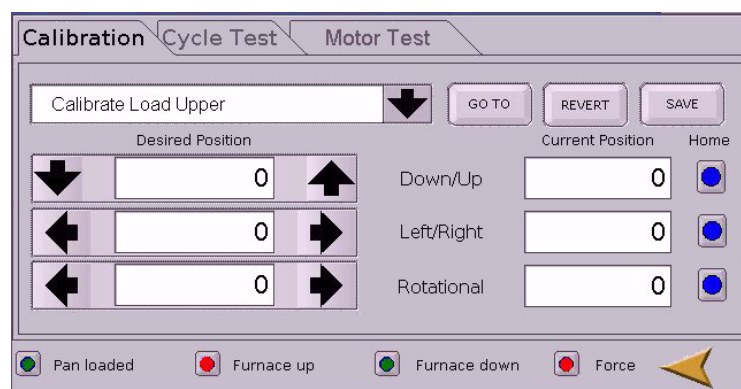 Calibration Cycle Test Motor Test
Calibrate Load Upper GO TO REVERT SAVE
Desired Position Current Position Home
0 Down/Up 0
0 Left/Right 0
0 Rotational 0
Pan loaded Furnace up Furnace down Force